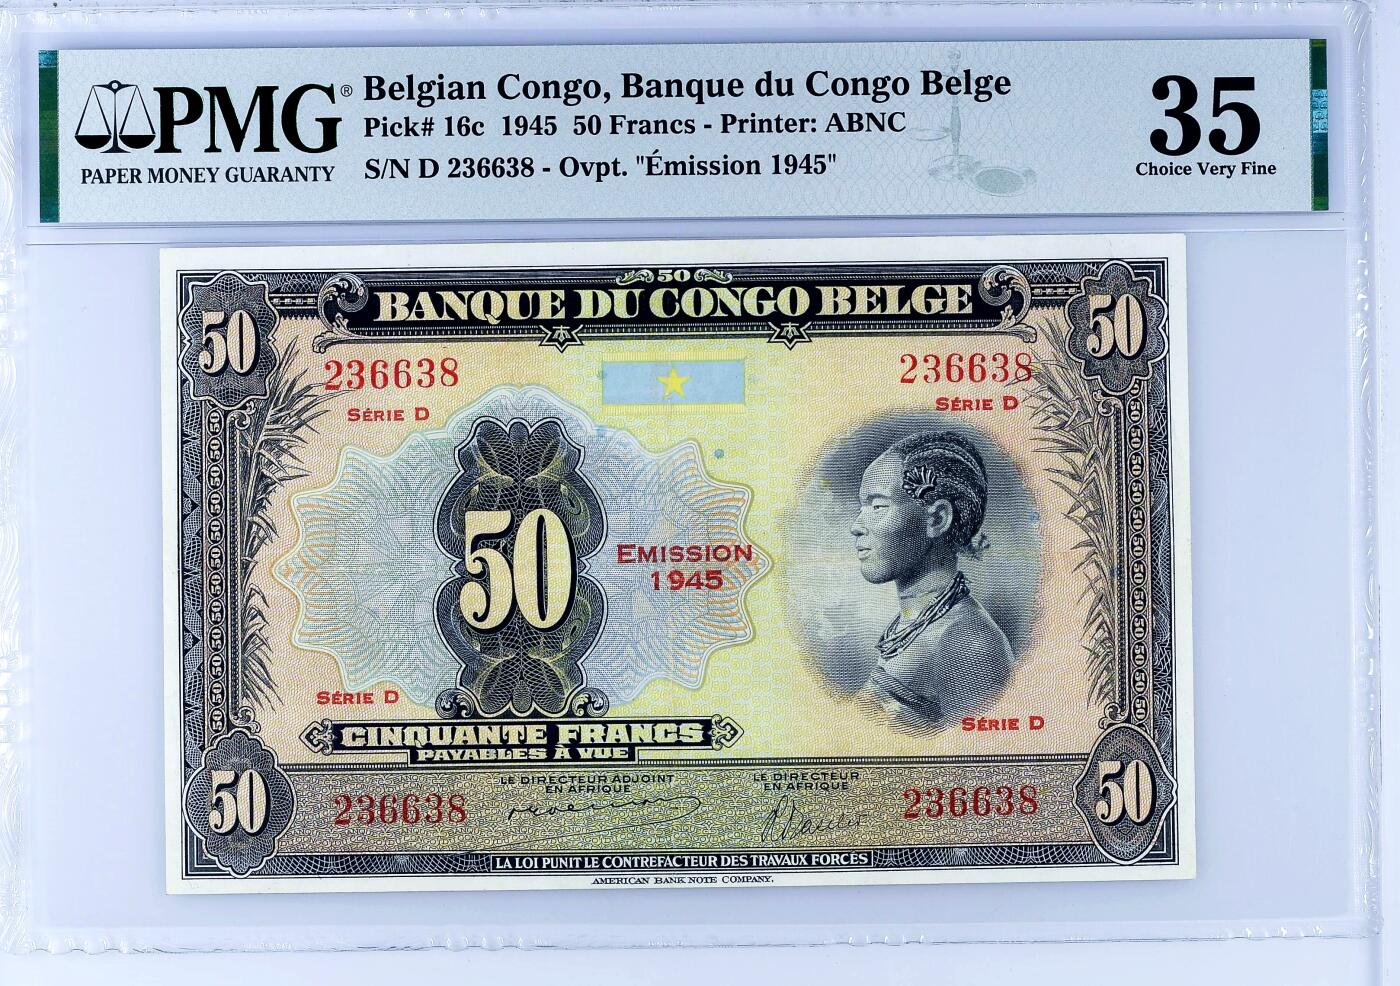 PMG®
PAPER MONEY GUARANTY
Belgian Congo, Banque du Congo Belge
Pick# 16c 1945 50 Francs - Printer: ABNC
S/N D 236638 - Ovpt. "Émission 1945"
35
Choice Very Fine
50
BANQUE DU CONGO BELGE
50
50
236638
236638
SÉRIE D
SÉRIE D
50
EMISSION
1945
SÉRIE D
SÉRIE D
CINQUANTE FRANCS
PAYABLES À VUE
50
50
LE DIRECTEUR ADJOINT
EN AFRIQUE
LE DIRECTEUR
EN AFRIQUE
236638
236638
LA LOI PUNIT LE CONTREFACTEUR DES TRAVAUX FORCÉS
AMERICAN BANK NOTE COMPANY.